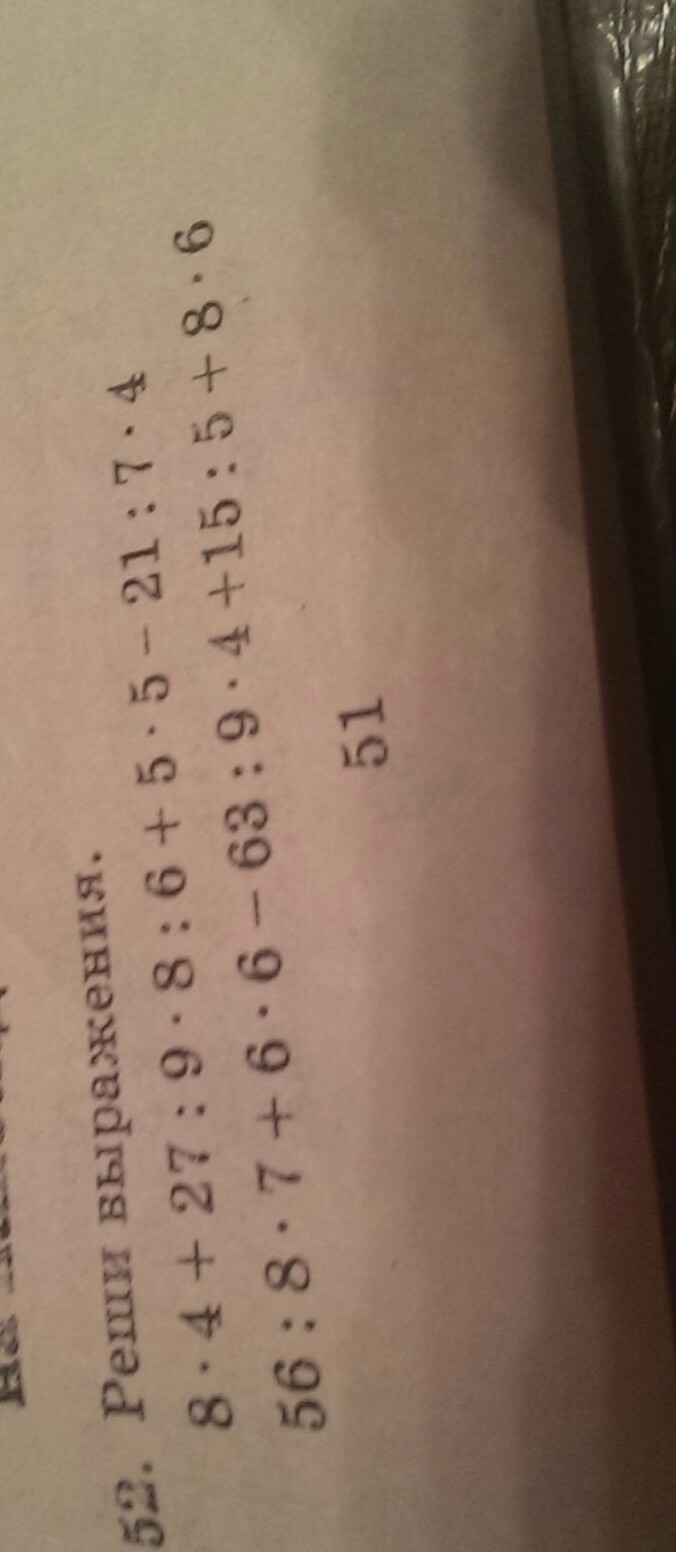 52. Реши выражения.
8 · 4 + 27 : 9 · 8 : 6 + 5 · 5 − 21 : 7 · 4
56 : 8 · 7 + 6 · 6 − 63 : 9 · 4 + 15 : 5 + 8 · 6
51